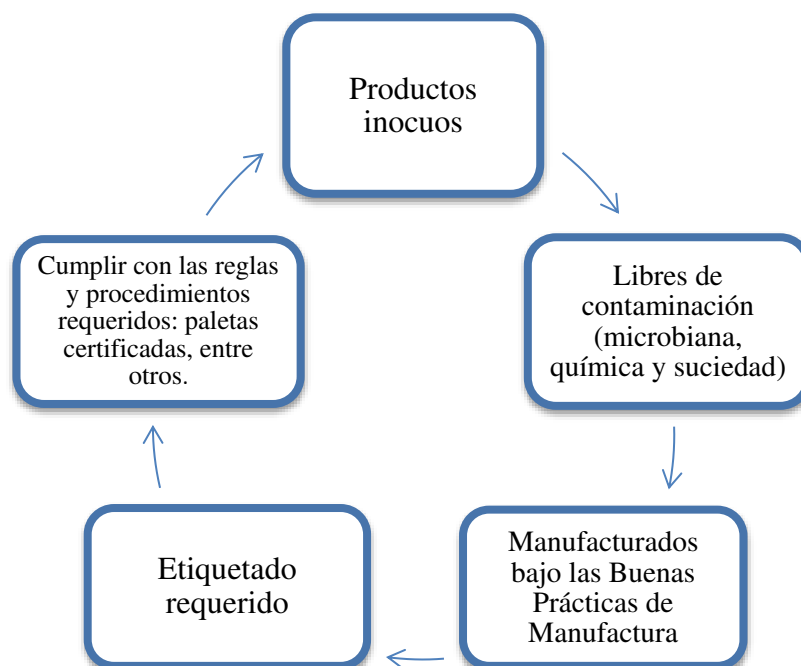 Productos
inocuos
Libres de
contaminación
(microbiana,
química y suciedad)
Manufacturados
bajo las Buenas
Prácticas de
Manufactura
Etiquetado
requerido
Cumplir con las reglas
y procedimientos
requeridos: paletas
certificadas, entre
otros.